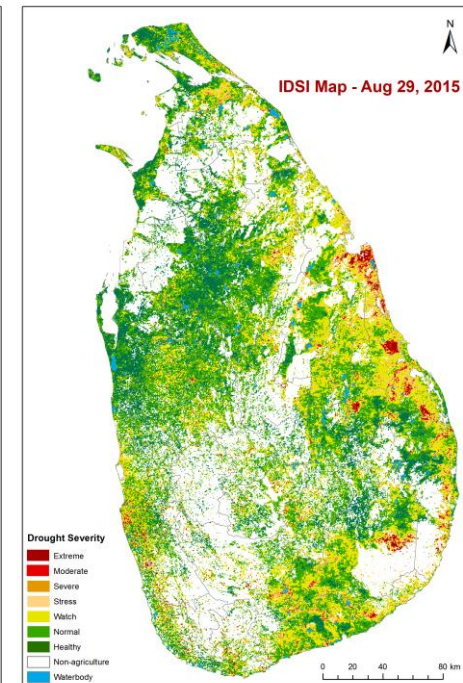 N
IDSI Map - Aug 29, 2015
Drought Severity
Extreme
Moderate
Severe
Stress
Watch
Normal
Healthy
Non-agriculture
Waterbody
0 20 40 80 km